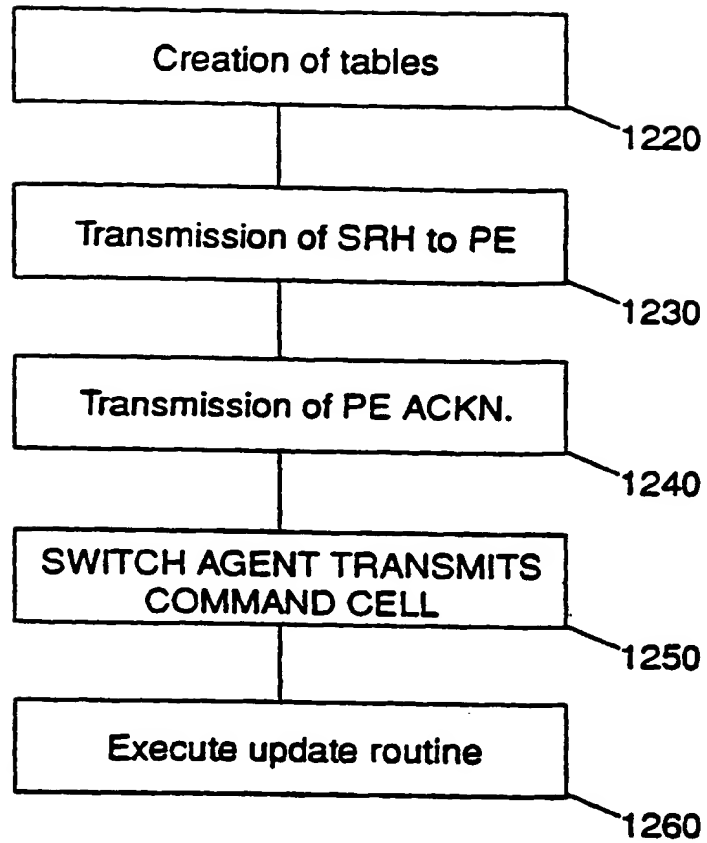 Creation of tables
1220
Transmission of SRH to PE
1230
Transmission of PE ACKN.
1240
SWITCH AGENT TRANSMITS
COMMAND CELL
1250
Execute update routine
1260